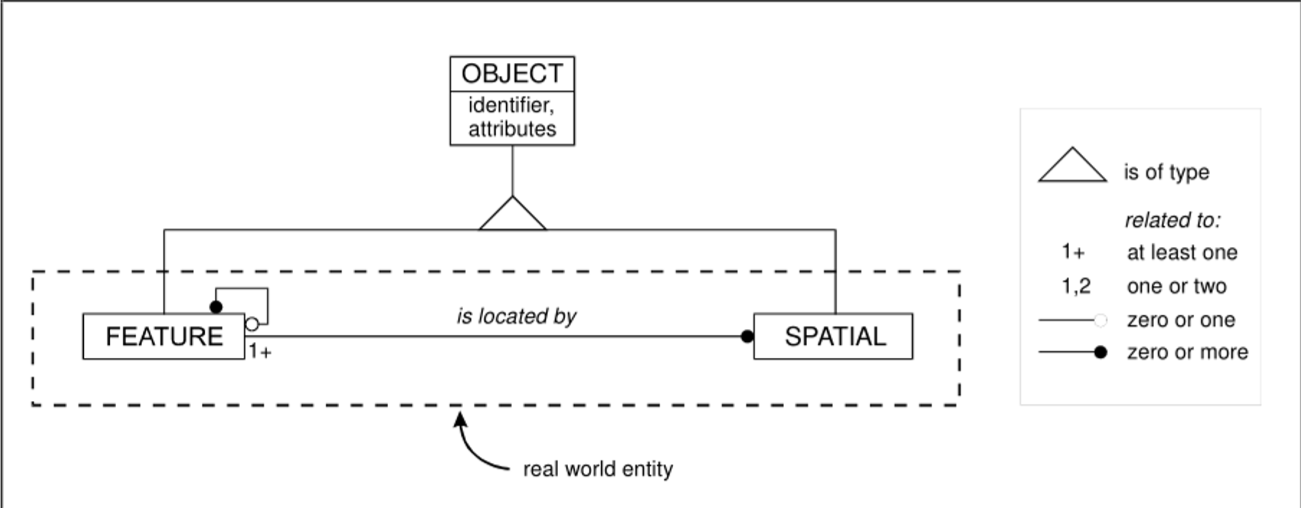 OBJECT
identifier,
attributes
is of type
related to:
1+ at least one
1,2 one or two
zero or one
zero or more
is located by
FEATURE
1+
SPATIAL
real world entity